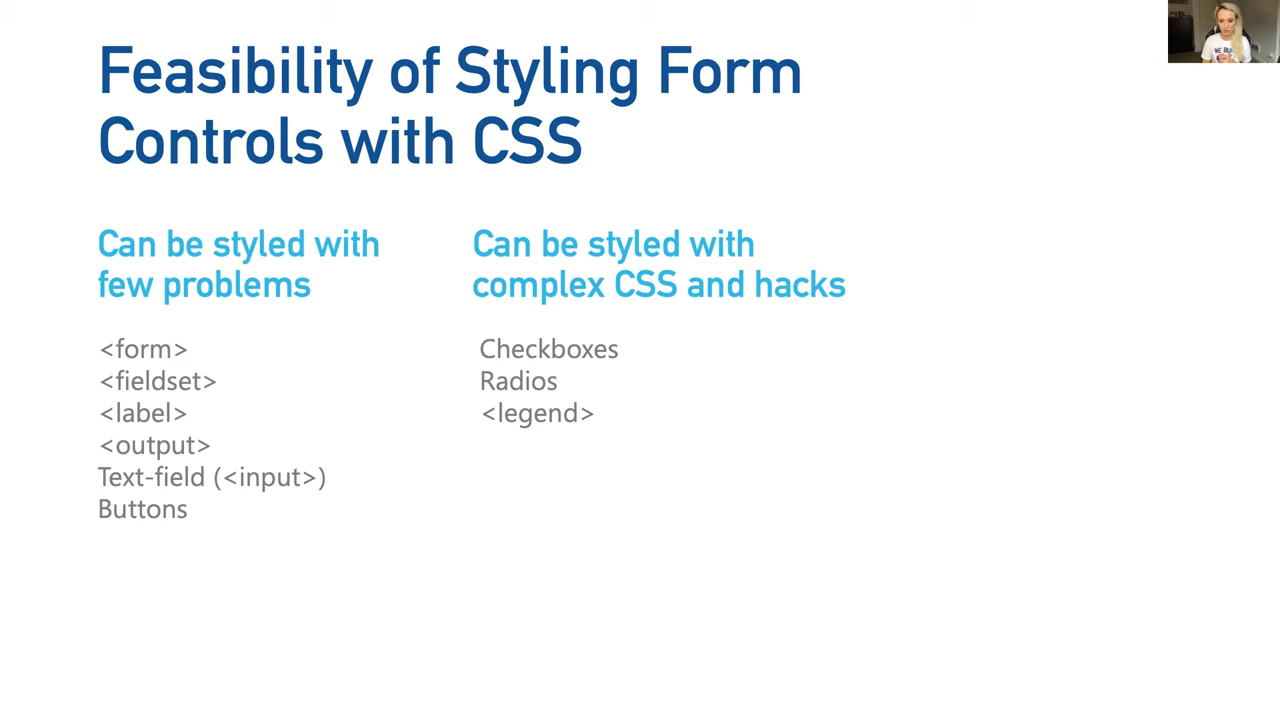 Feasibility of Styling Form
Controls with CSS
Can be styled with
few problems
<form>
<fieldset>
<label>
<output>
Text-field (<input>)
Buttons
Can be styled with
complex CSS and hacks
Checkboxes
Radios
<legend>